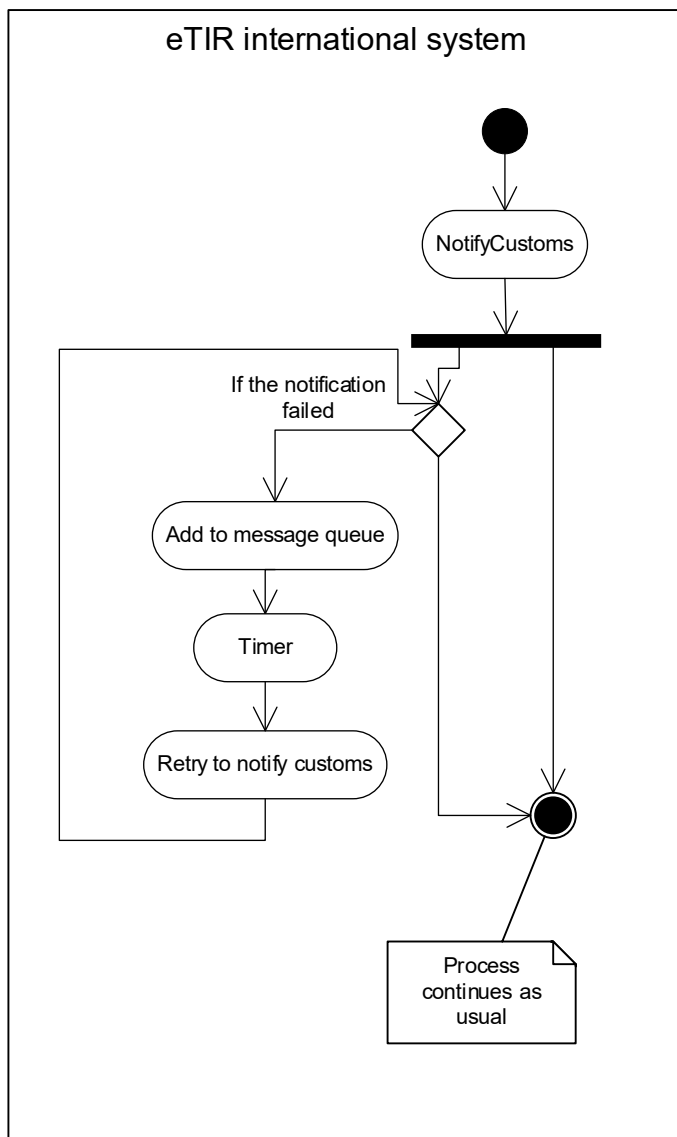 eTIR international system
NotifyCustoms
If the notification
failed
Add to message queue
Timer
Retry to notify customs
Process
continues as
usual